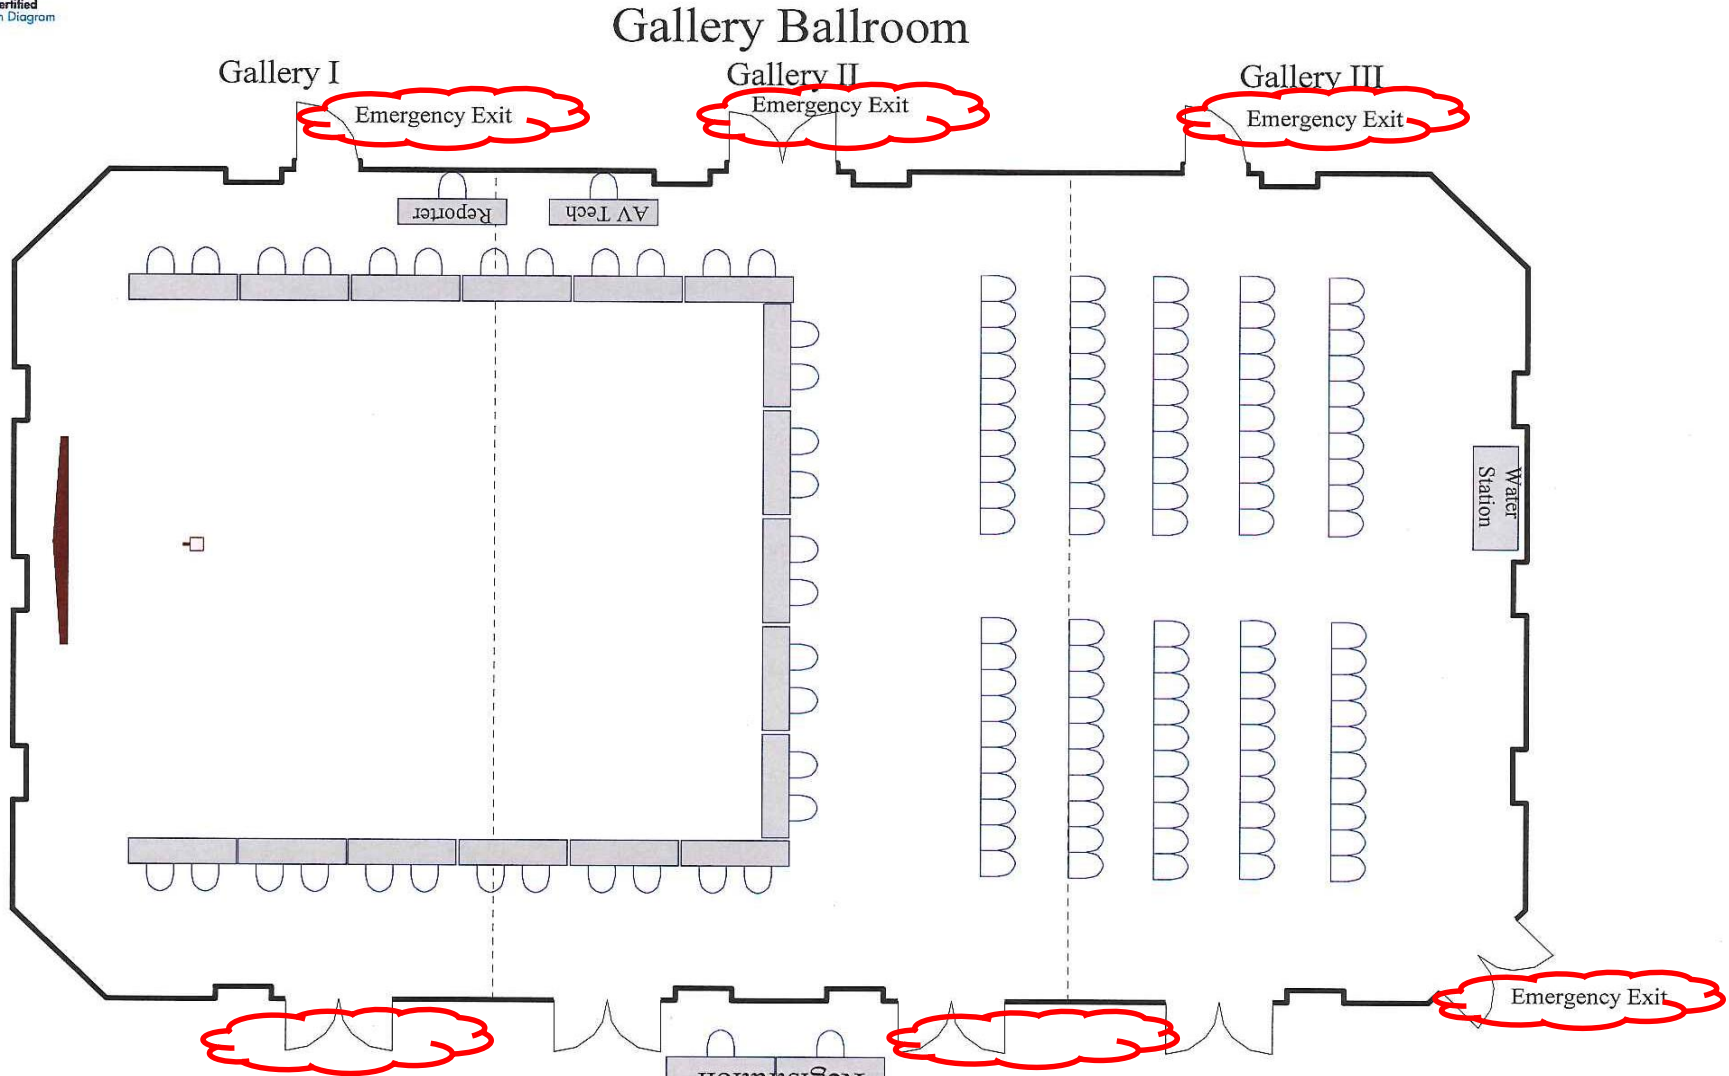 Diagram
Gallery Ballroom
Gallery I
Gallery II
Gallery III
Emergency Exit
Emergency Exit
Emergency Exit
Reporter
AV Tech
Water
Station
Emergency Exit